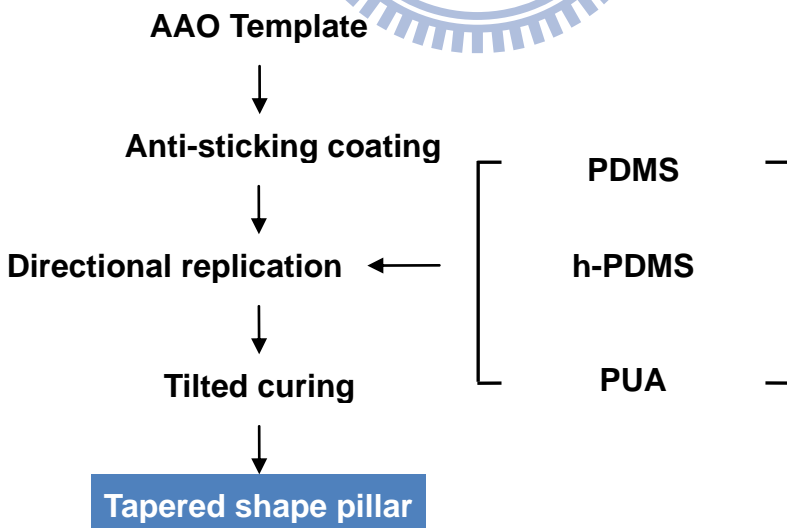 AAO Template
Anti-sticking coating
Directional replication
Tilted curing
Tapered shape pillar
PDMS
h-PDMS
PUA